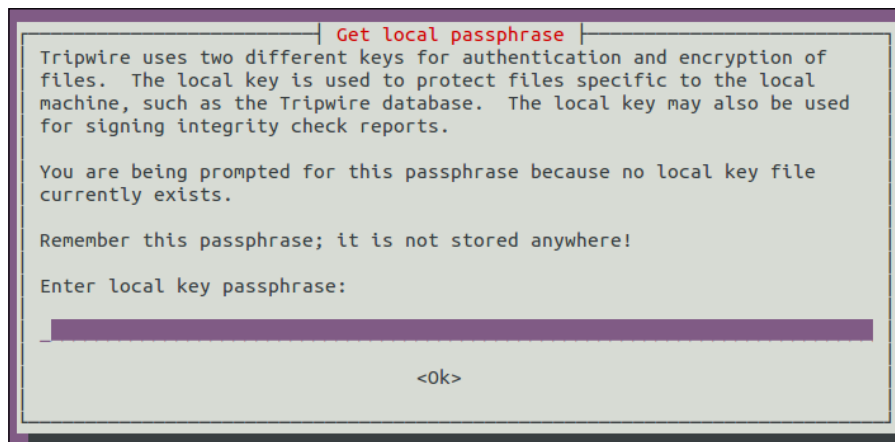 Get local passphrase
Tripwire uses two different keys for authentication and encryption of
files.  The local key is used to protect files specific to the local
machine, such as the Tripwire database.  The local key may also be used
for signing integrity check reports.
You are being prompted for this passphrase because no local key file
currently exists.
Remember this passphrase; it is not stored anywhere!
Enter local key passphrase:
<Ok>